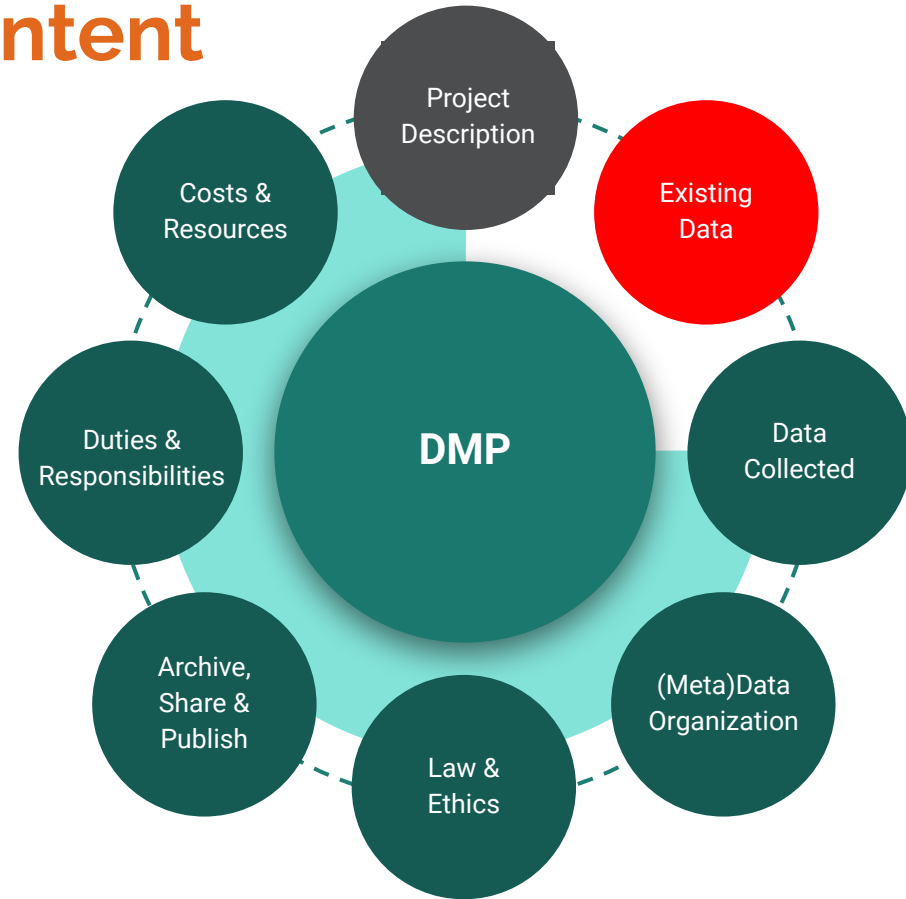 ntent
Project
Description
Existing
Data
Data
Collected
(Meta)Data
Organization
Law &
Ethics
Archive,
Share &
Publish
Duties &
Responsibilities
Costs &
Resources
DMP